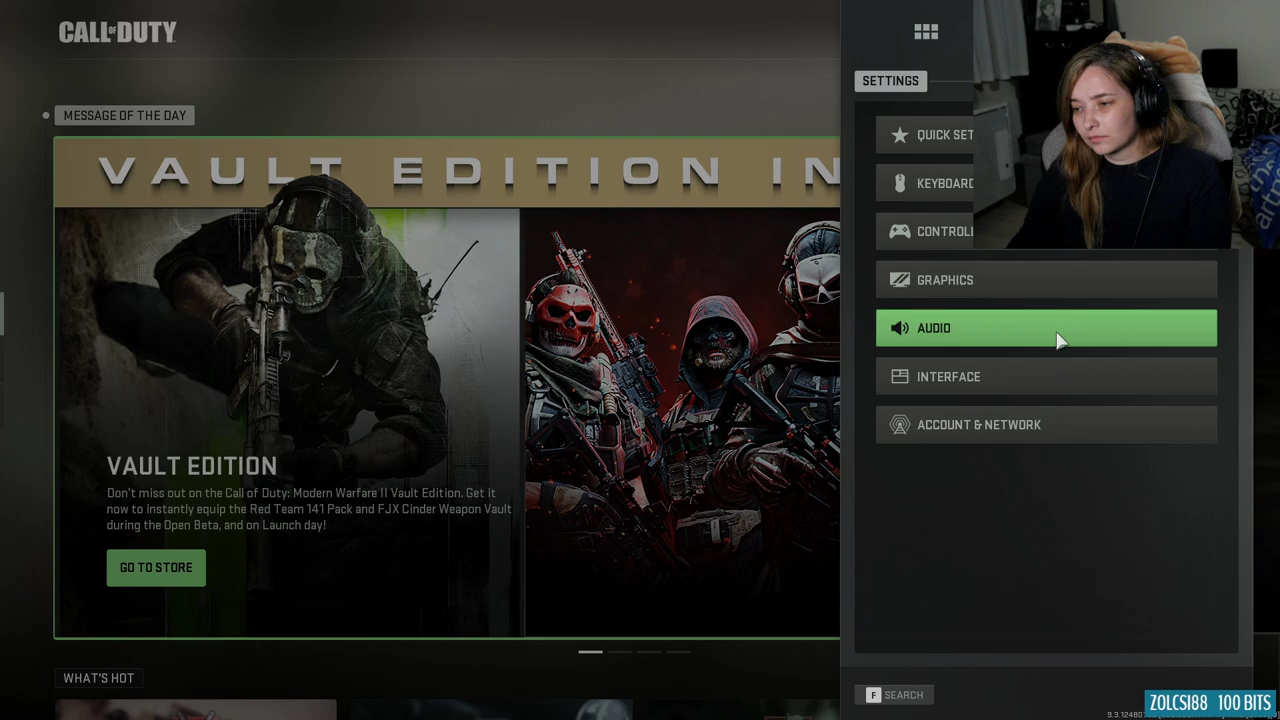 CALL OF DUTY
MESSAGE OF THE DAY
VAULT EDITION IN
VAULT EDITION
Don't miss out on the Call of Duty: Modern Warfare II Vault Edition. Get it
now to instantly equip the Red Team 141 Pack and FJX Cinder Weapon Vault
during the Open Beta, and on Launch day!
GO TO STORE
WHAT'S HOT
SETTINGS
QUICK SET
KEYBOARD
CONTROLL
GRAPHICS
AUDIO
INTERFACE
ACCOUNT & NETWORK
F SEARCH
ZOLCSI88 100 BITS